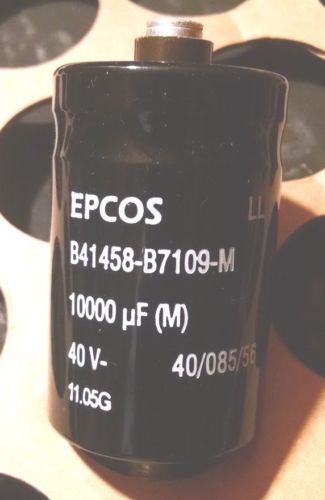 EPCOS LL
B41458-B7109-M
10000 µF (M)
40 V- 40/085/56
11.05G